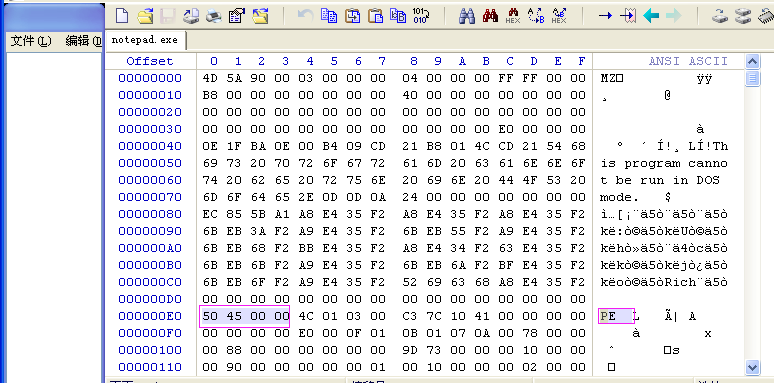 文件(L) 编辑(D
notepad.exe
Offset 0 1 2 3 4 5 6 7 8 9 A B C D E F ANSI ASCII
00000000 4D 5A 90 00 03 00 00 00 04 00 00 00 FF FF 00 00 MZ□ ÿÿ
00000010 B8 00 00 00 00 00 00 00 40 00 00 00 00 00 00 00 ¸ @
00000020 00 00 00 00 00 00 00 00 00 00 00 00 00 00 00 00
00000030 00 00 00 00 00 00 00 00 00 00 00 00 E0 00 00 00 à
00000040 0E 1F BA 0E 00 B4 09 CD 21 B8 01 4C CD 21 54 68 º ´ Í!¸ LÍ!Th
00000050 69 73 20 70 72 6F 67 72 61 6D 20 63 61 6E 6E 6F is program canno
00000060 74 20 62 65 20 72 75 6E 20 69 6E 20 44 4F 53 20 t be run in DOS
00000070 6D 6F 64 65 2E 0D 0D 0A 24 00 00 00 00 00 00 00 mode. $
00000080 EC 85 5B A1 A8 E4 35 F2 A8 E4 35 F2 A8 E4 35 F2 ì…[¡¨ä5ò¨ä5ò¨ä5ò
00000090 6B EB 3A F2 A9 E4 35 F2 6B EB 55 F2 A9 E4 35 F2 kë:ò©ä5òkëUò©ä5ò
000000A0 6B EB 68 F2 BB E4 35 F2 A8 E4 34 F2 63 E4 35 F2 këhò»ä5ò¨ä4òcä5ò
000000B0 6B EB 6B F2 A9 E4 35 F2 6B EB 6A F2 BF E4 35 F2 këkò©ä5òkëjò¿ä5ò
000000C0 6B EB 6F F2 A9 E4 35 F2 52 69 63 68 A8 E4 35 F2 këoò©ä5òRich¨ä5ò
000000D0 00 00 00 00 00 00 00 00 00 00 00 00 00 00 00 00
000000E0 50 45 00 00 4C 01 03 00 C3 7C 10 41 00 00 00 00 PE L Ã| A
000000F0 00 00 00 00 E0 00 0F 01 0B 01 07 0A 00 78 00 00 à x
00000100 00 88 00 00 00 00 00 00 9D 73 00 00 00 10 00 00 ˆ □s
00000110 00 90 00 00 00 00 00 01 00 10 00 00 00 02 00 00 □